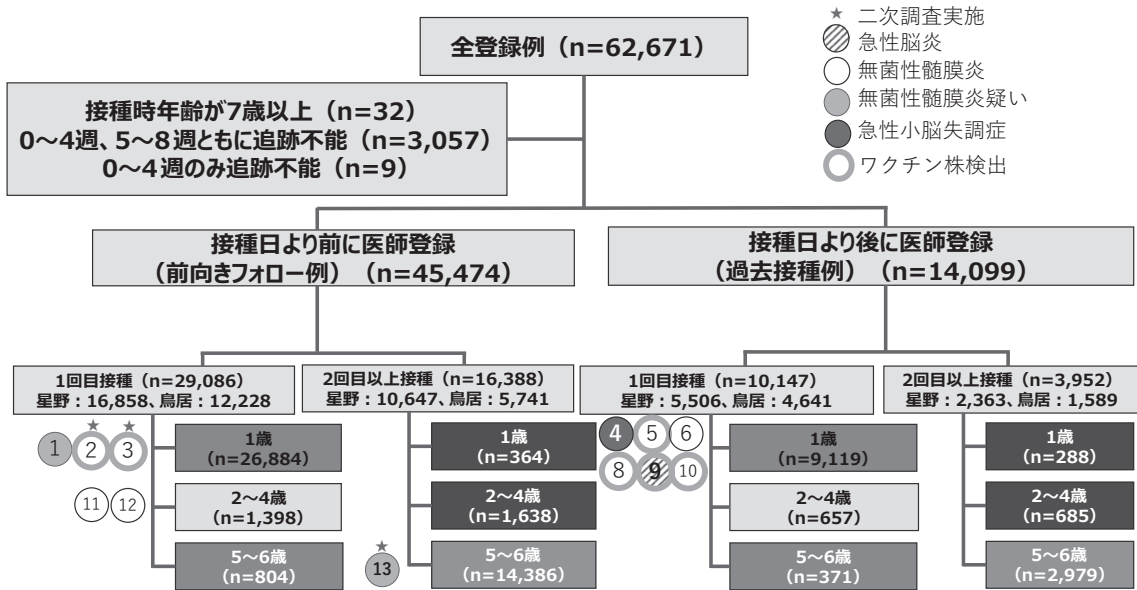 全登録例（n=62,671）
★ 二次調査実施
急性脳炎
無菌性髄膜炎
無菌性髄膜炎疑い
急性小脳失調症
ワクチン株検出
接種時年齢が7歳以上（n=32）
0～4週、5～8週ともに追跡不能（n=3,057）
0～4週のみ追跡不能（n=9）
接種日より前に医師登録
（前向きフォロー例）（n=45,474）
接種日より後に医師登録
（過去接種例）（n=14,099）
1回目接種（n=29,086）
星野：16,858、鳥居：12,228
2回目以上接種（n=16,388）
星野：10,647、鳥居：5,741
1回目接種（n=10,147）
星野：5,506、鳥居：4,641
2回目以上接種（n=3,952）
星野：2,363、鳥居：1,589
★ ★
1 2 3
1歳
（n=26,884）
11 12
2～4歳
（n=1,398）
5～6歳
（n=804）
1歳
（n=364）
2～4歳
（n=1,638）
★
13
5～6歳
（n=14,386）
4 5 6
8 9 10
1歳
（n=9,119）
2～4歳
（n=657）
5～6歳
（n=371）
1歳
（n=288）
2～4歳
（n=685）
5～6歳
（n=2,979）